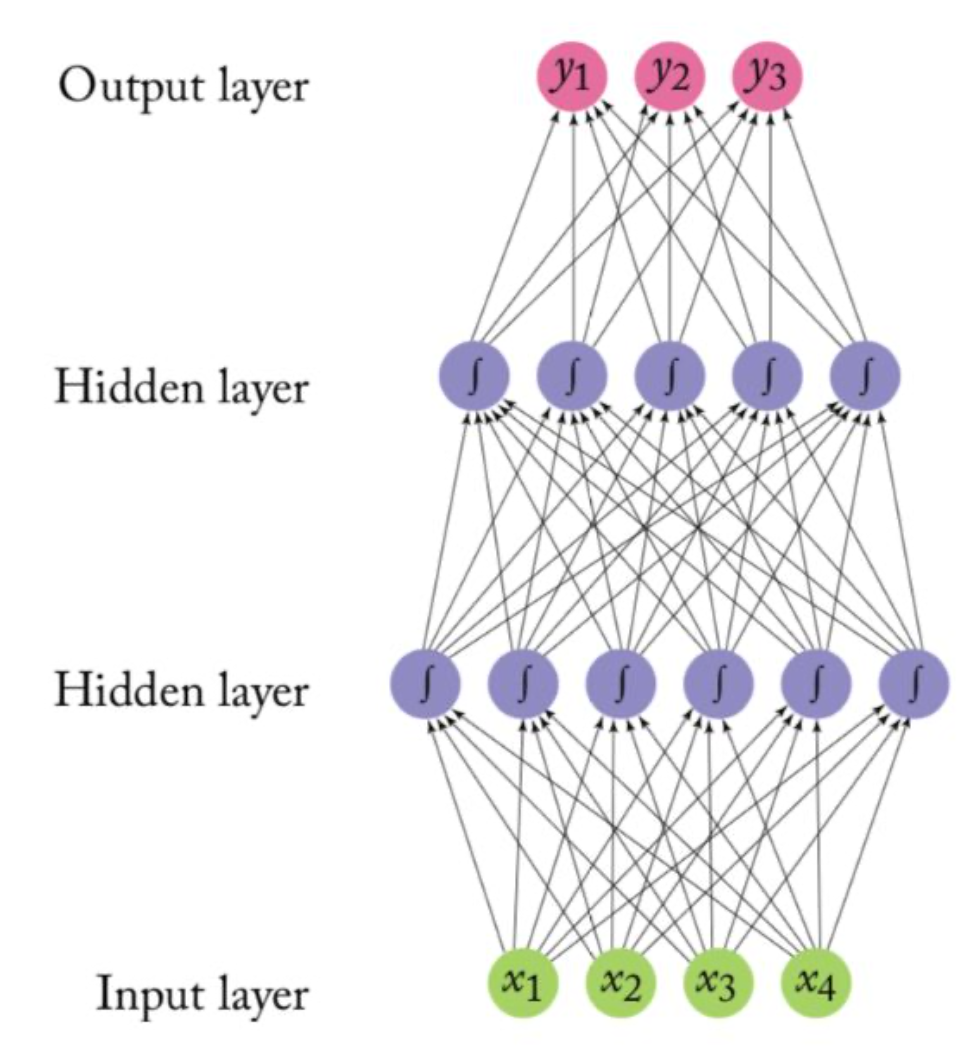 Output layer y1 y2 y3
Hidden layer ∫ ∫ ∫ ∫ ∫
Hidden layer ∫ ∫ ∫ ∫ ∫ ∫
Input layer x1 x2 x3 x4